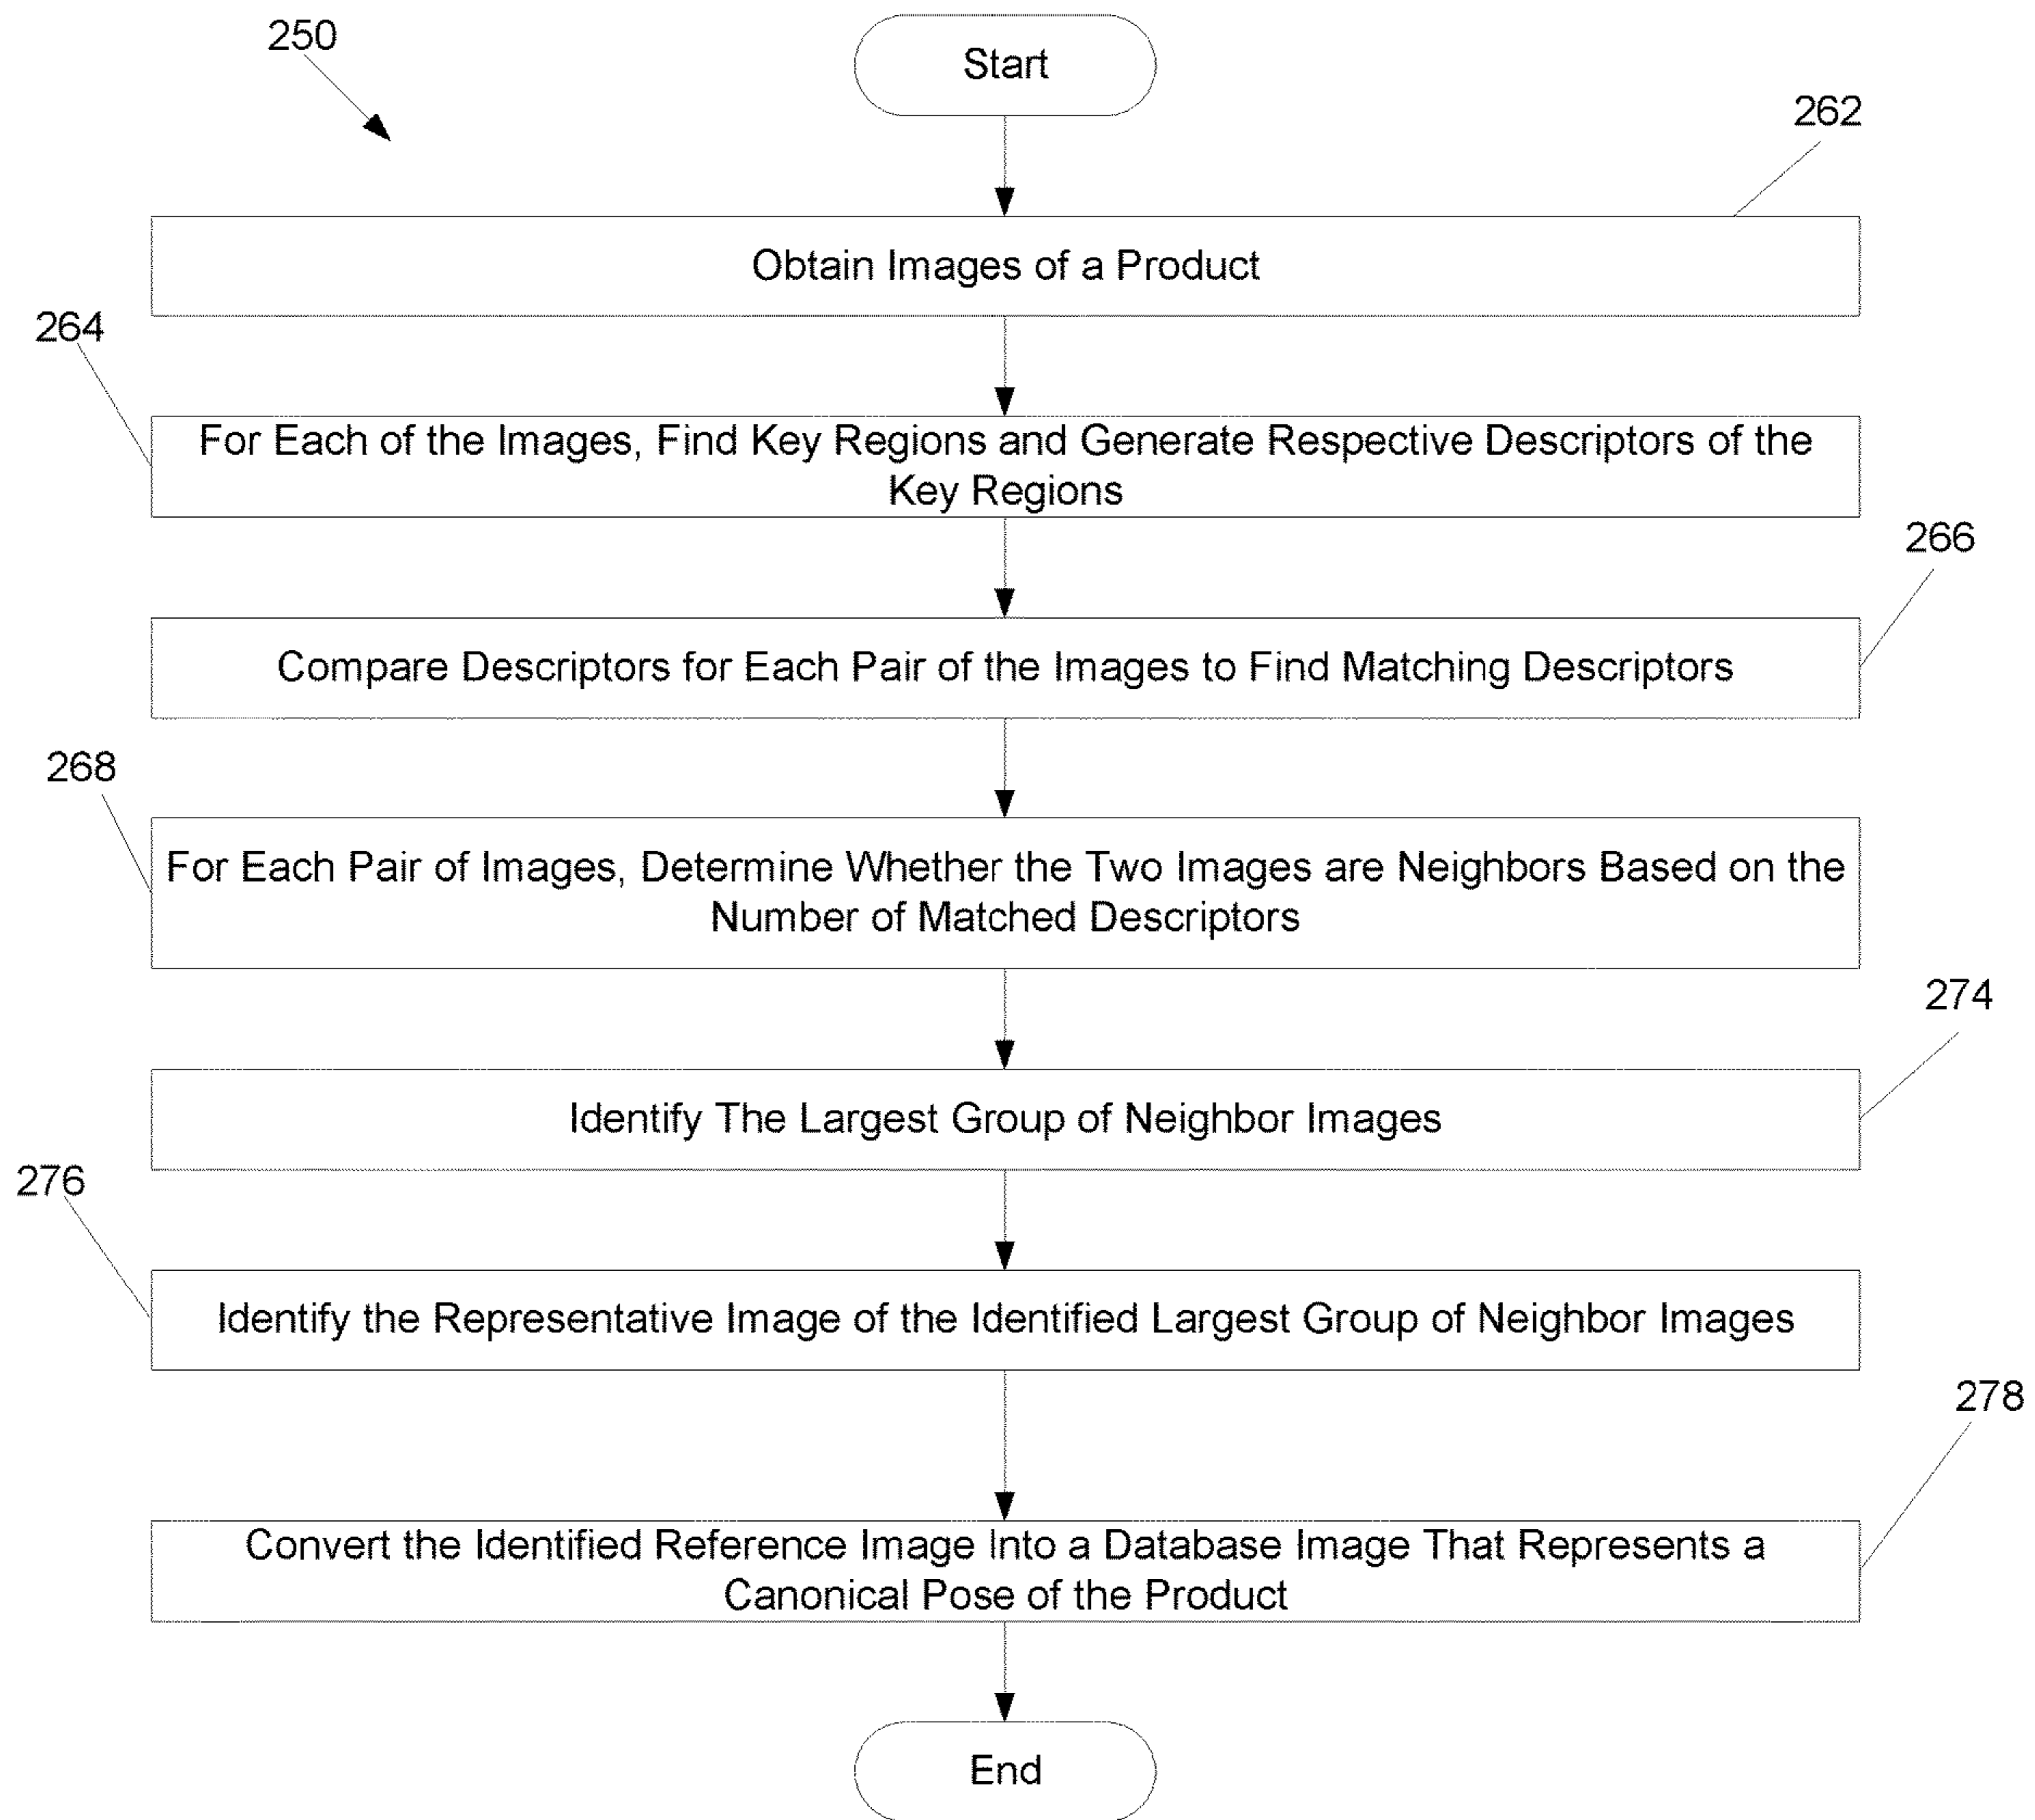 250
Start
262
Obtain Images of a Product
264
For Each of the Images, Find Key Regions and Generate Respective Descriptors of the
Key Regions
266
Compare Descriptors for Each Pair of the Images to Find Matching Descriptors
268
For Each Pair of Images, Determine Whether the Two Images are Neighbors Based on the
Number of Matched Descriptors
274
Identify The Largest Group of Neighbor Images
276
Identify the Representative Image of the Identified Largest Group of Neighbor Images
278
Convert the Identified Reference Image Into a Database Image That Represents a
Canonical Pose of the Product
End